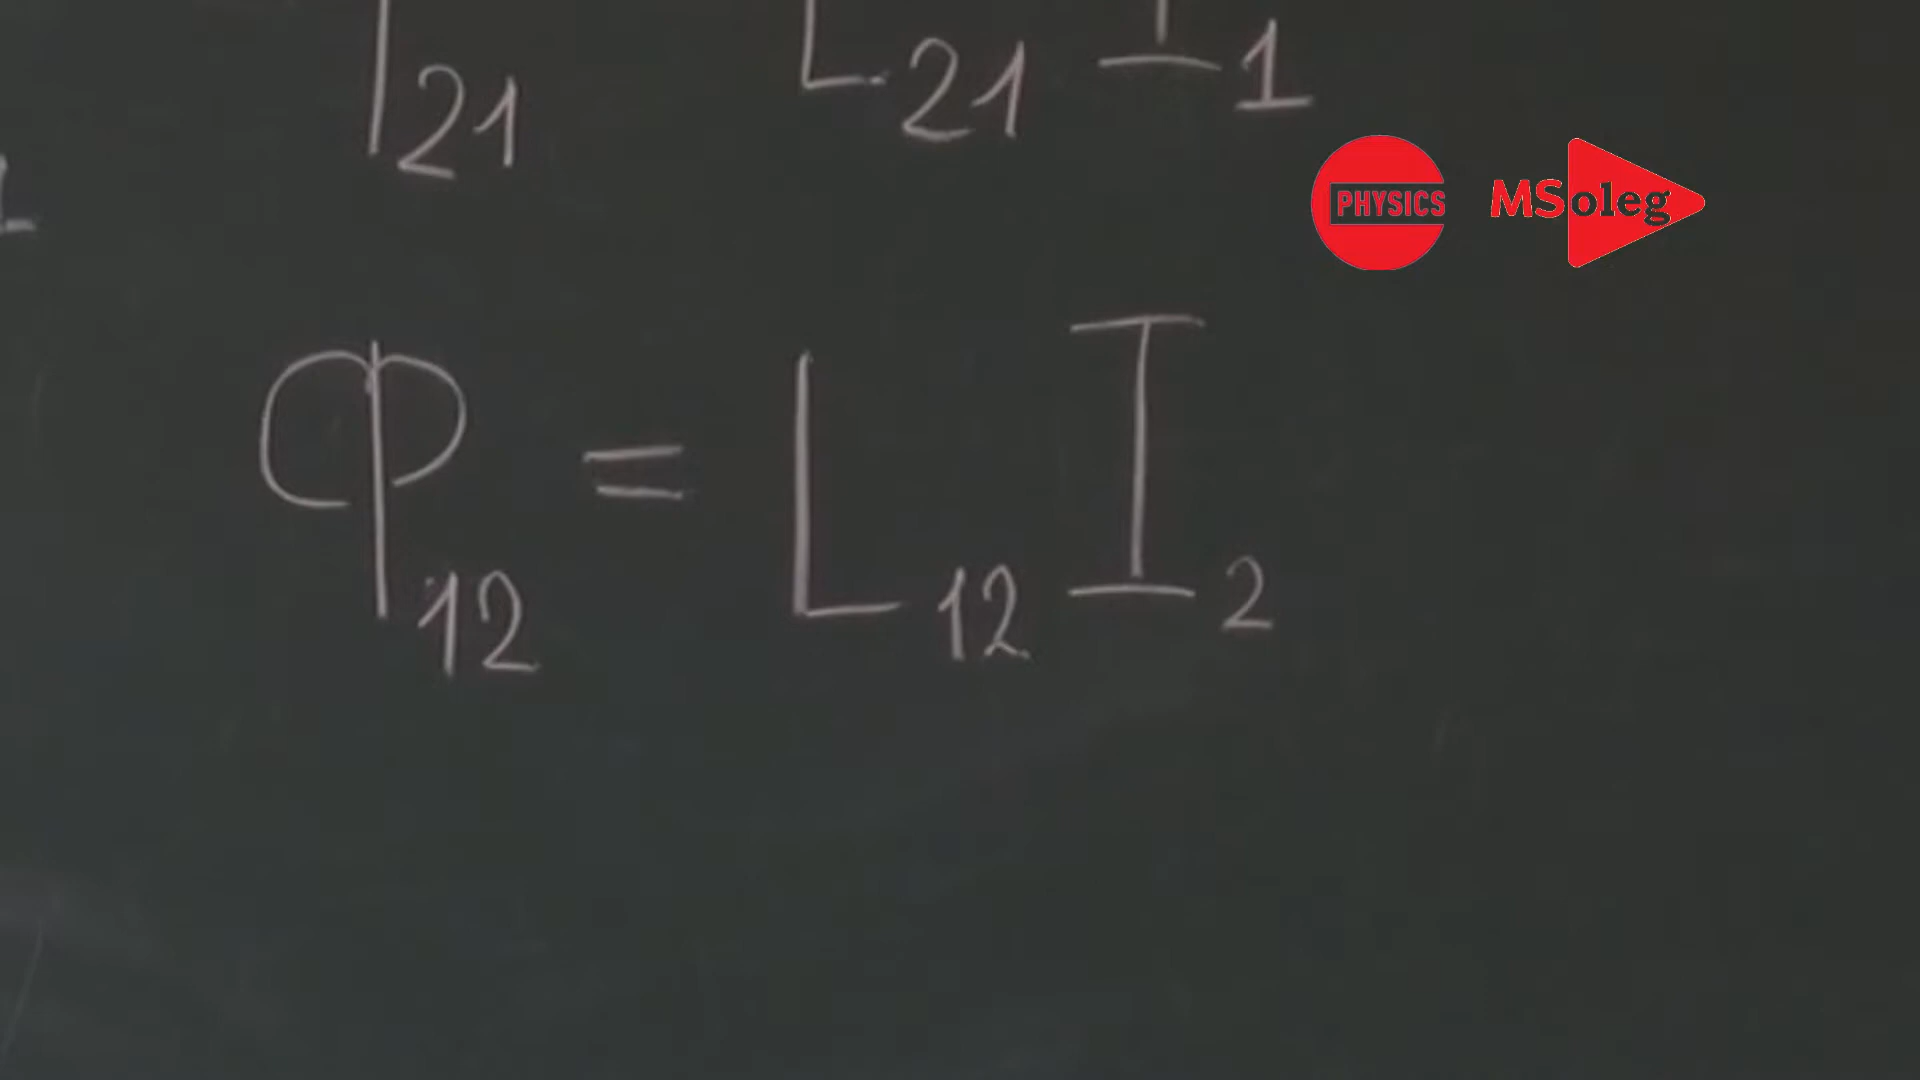 Φ₂₁ L₂₁ I₁
PHYSICS MSoleg
Φ₁₂ = L₁₂ I₂